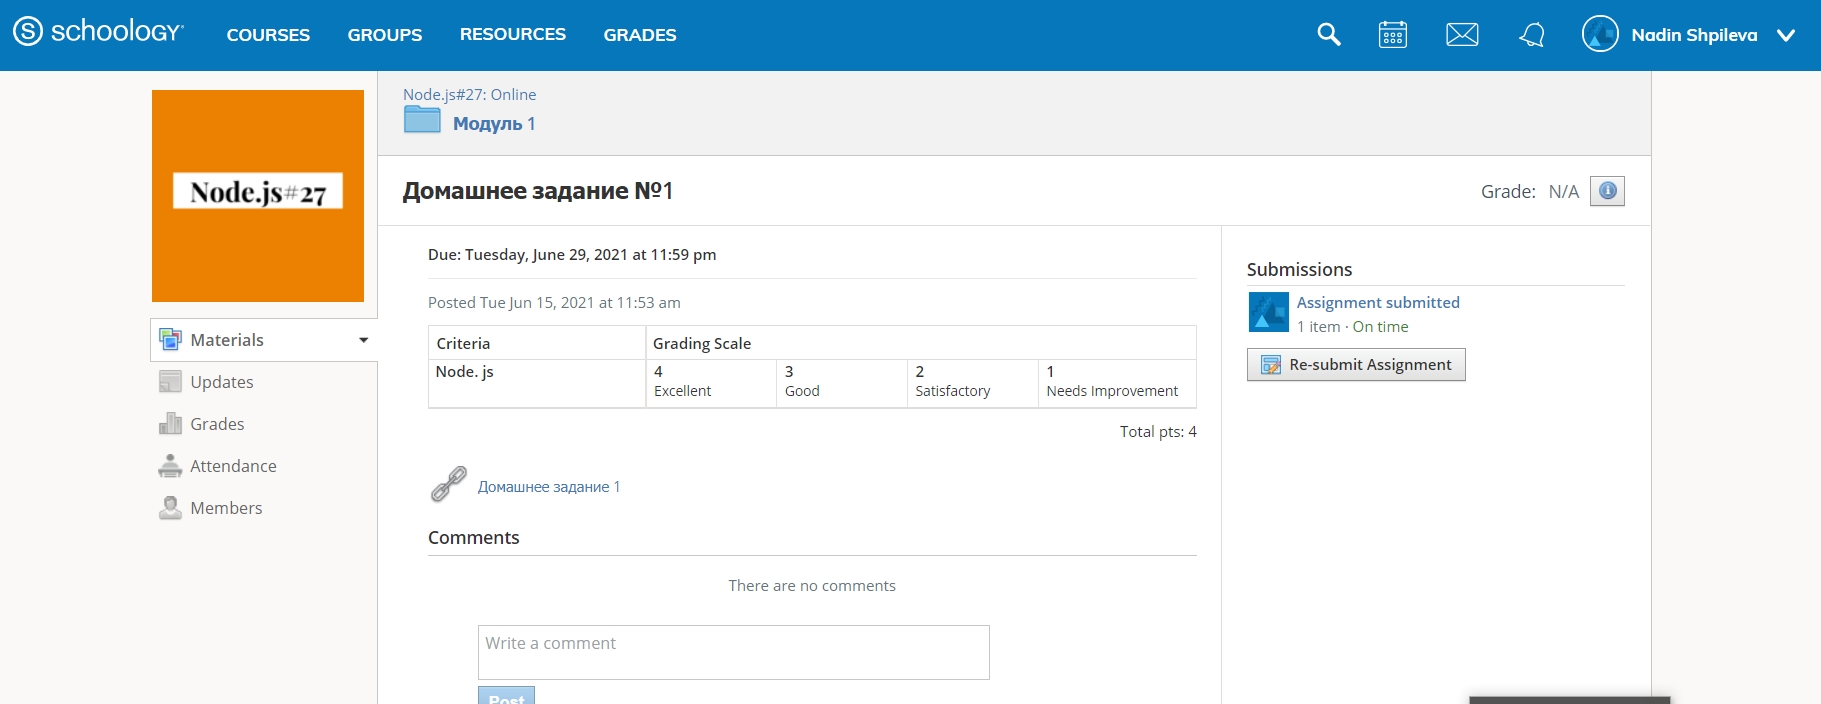 schoology COURSES GROUPS RESOURCES GRADES Nadin Shpileva
Node.js#27
Materials
Updates
Grades
Attendance
Members
Node.js#27: Online
Модуль 1
Домашнее задание №1
Grade: N/A
Due: Tuesday, June 29, 2021 at 11:59 pm
Posted Tue Jun 15, 2021 at 11:53 am
Criteria Grading Scale
Node. js 4 3 2 1
Excellent Good Satisfactory Needs Improvement
Total pts: 4
Домашнее задание 1
Comments
There are no comments
Write a comment
Post
Submissions
Assignment submitted
1 item · On time
Re-submit Assignment